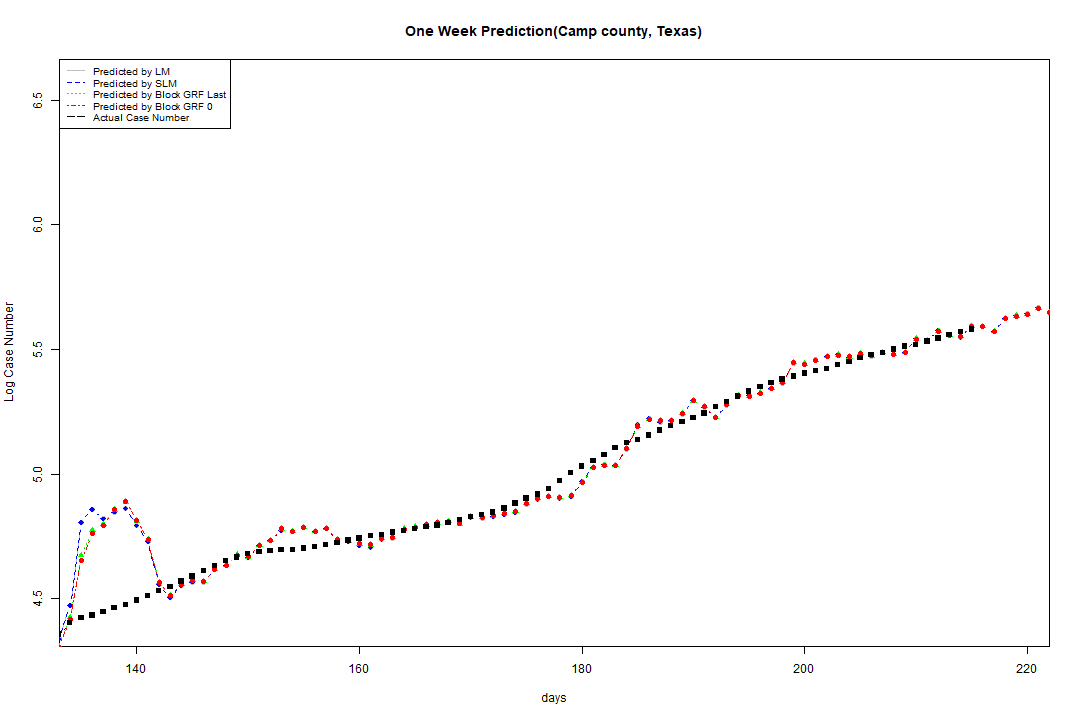 One Week Prediction(Camp county, Texas)
Predicted by LM
Predicted by SLM
Predicted by Block GRF Last
Predicted by Block GRF 0
Actual Case Number
6.5
6.0
5.5
5.0
4.5
Log Case Number
140 160 180 200 220
days